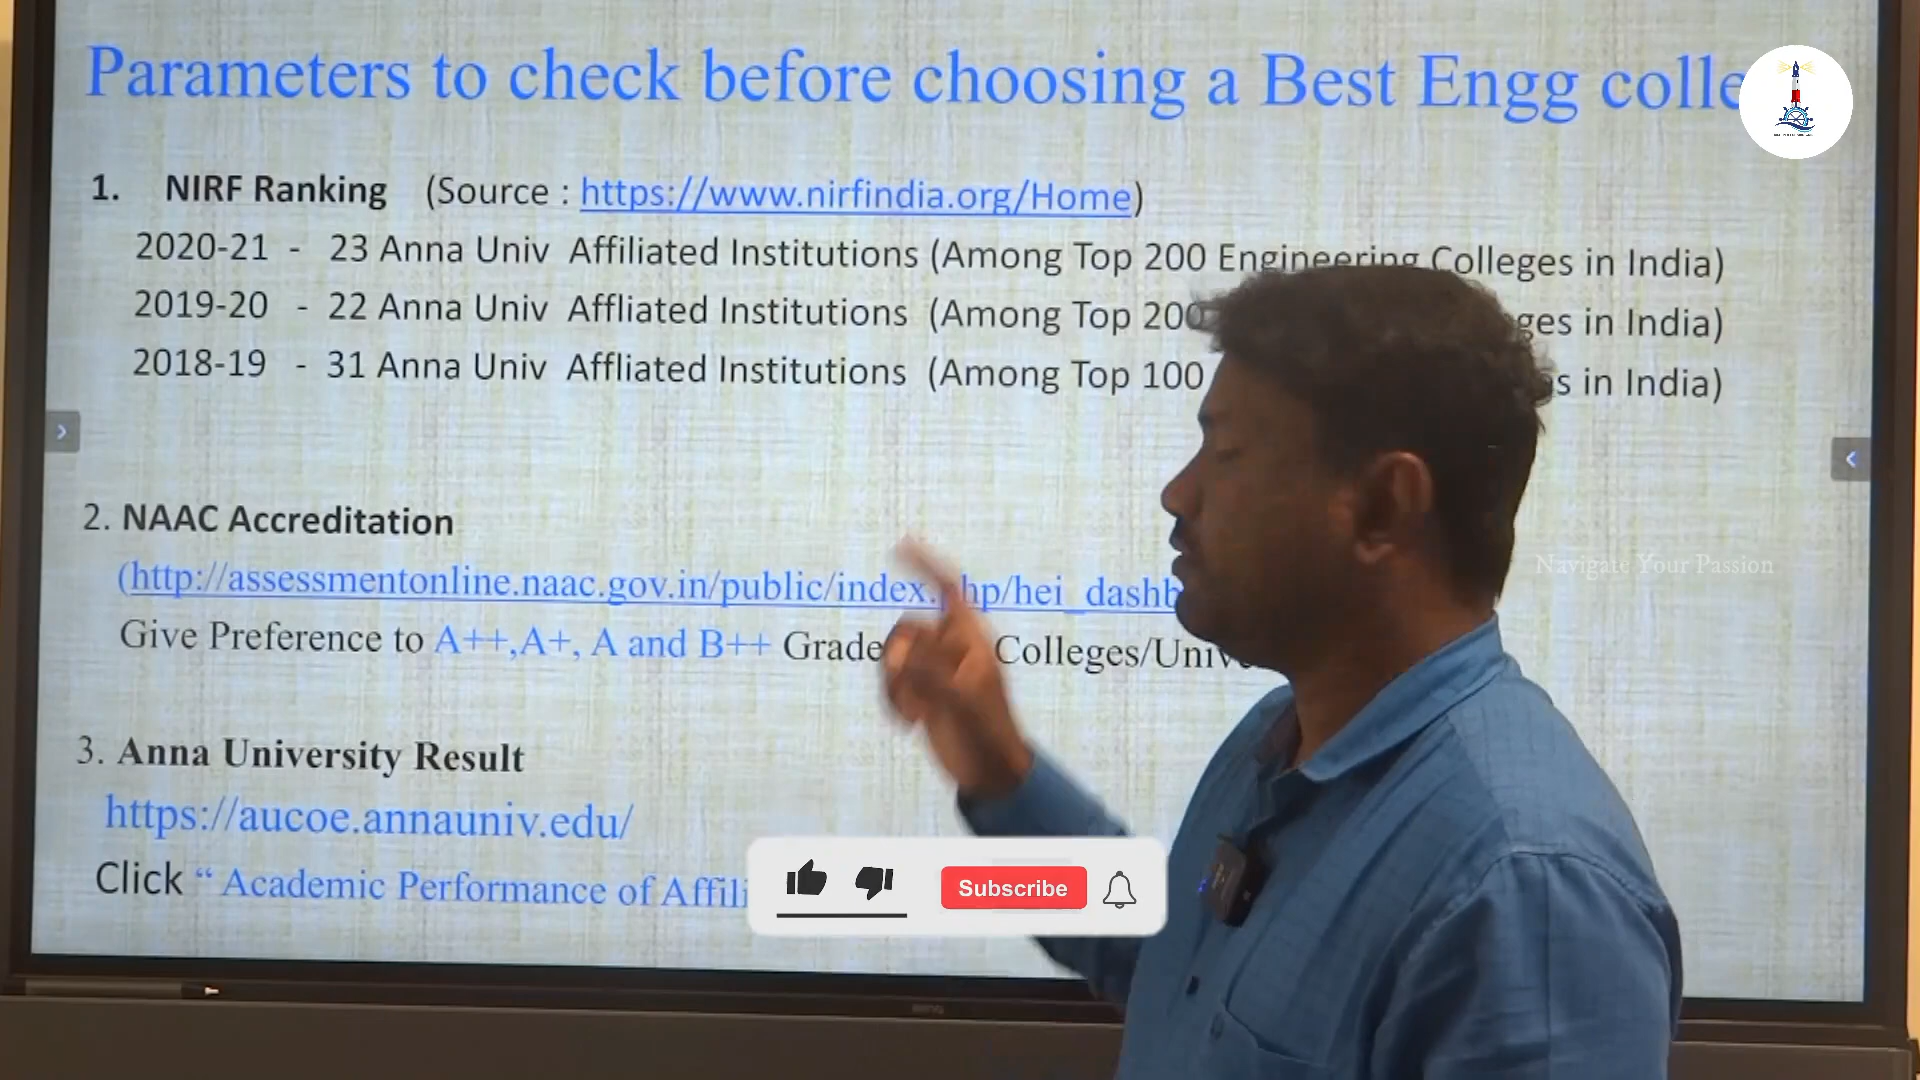 Parameters to check before choosing a Best Engg colle
1. NIRF Ranking (Source : https://www.nirfindia.org/Home)
2020-21 - 23 Anna Univ Affiliated Institutions (Among Top 200 Engineering Colleges in India)
2019-20 - 22 Anna Univ Affliated Institutions (Among Top 200 ges in India)
2018-19 - 31 Anna Univ Affliated Institutions (Among Top 100 s in India)
2. NAAC Accreditation
(http://assessmentonline.naac.gov.in/public/index.php/hei_dashb
Navigate Your Passion
Give Preference to A++,A+, A and B++ Grade Colleges/Univ
3. Anna University Result
https://aucoe.annauniv.edu/
Click “ Academic Performance of Affili
Subscribe